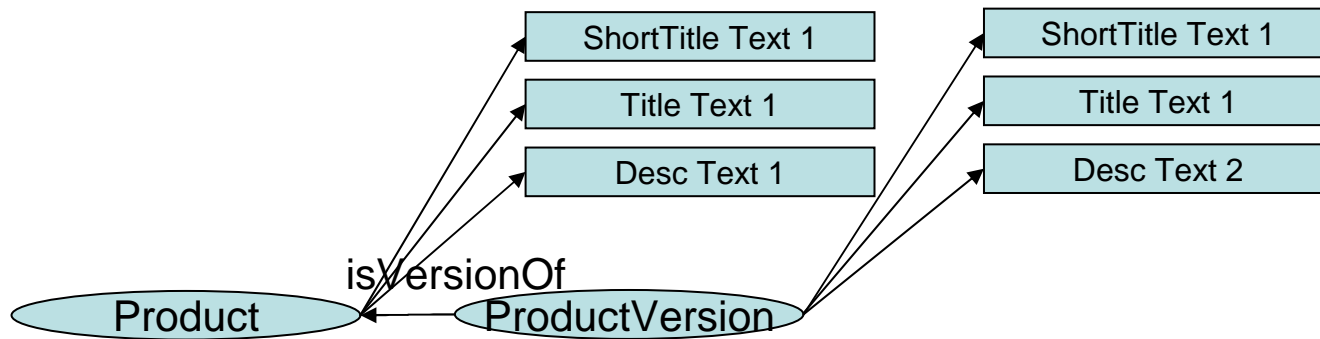 ShortTitle Text 1
ShortTitle Text 1
Title Text 1
Title Text 1
Desc Text 1
Desc Text 2
isVersionOf
Product
ProductVersion